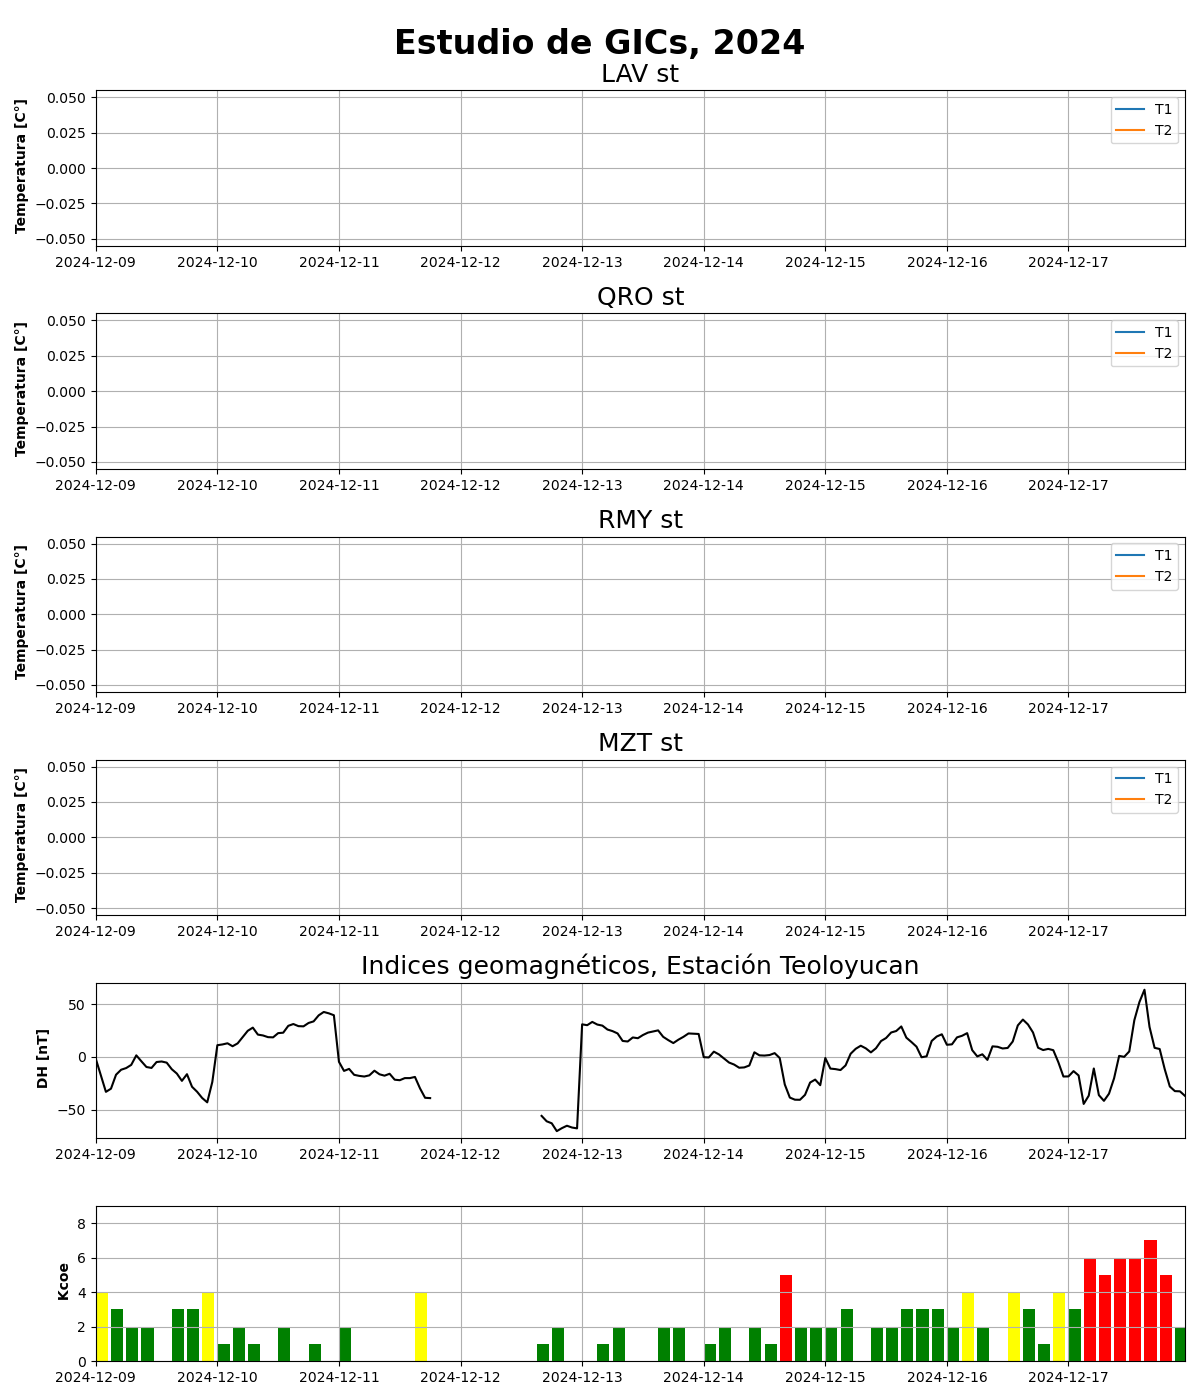 Estudio de GICs, 2024
LAV st
Temperatura [C°]
0.050
0.025
0.000
−0.025
−0.050
T1
T2
2024-12-09 2024-12-10 2024-12-11 2024-12-12 2024-12-13 2024-12-14 2024-12-15 2024-12-16 2024-12-17
QRO st
Temperatura [C°]
0.050
0.025
0.000
−0.025
−0.050
T1
T2
2024-12-09 2024-12-10 2024-12-11 2024-12-12 2024-12-13 2024-12-14 2024-12-15 2024-12-16 2024-12-17
RMY st
Temperatura [C°]
0.050
0.025
0.000
−0.025
−0.050
T1
T2
2024-12-09 2024-12-10 2024-12-11 2024-12-12 2024-12-13 2024-12-14 2024-12-15 2024-12-16 2024-12-17
MZT st
Temperatura [C°]
0.050
0.025
0.000
−0.025
−0.050
T1
T2
2024-12-09 2024-12-10 2024-12-11 2024-12-12 2024-12-13 2024-12-14 2024-12-15 2024-12-16 2024-12-17
Indices geomagnéticos, Estación Teoloyucan
DH [nT]
50
0
−50
2024-12-09 2024-12-10 2024-12-11 2024-12-12 2024-12-13 2024-12-14 2024-12-15 2024-12-16 2024-12-17
Kcoe
8
6
4
2
0
2024-12-09 2024-12-10 2024-12-11 2024-12-12 2024-12-13 2024-12-14 2024-12-15 2024-12-16 2024-12-17